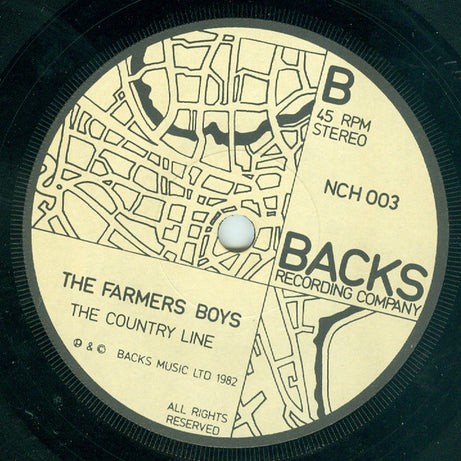 B
45 RPM
STEREO
NCH 003
BACKS
RECORDING COMPANY
THE FARMERS BOYS
THE COUNTRY LINE
℗ & © BACKS MUSIC LTD 1982
ALL RIGHTS
RESERVED